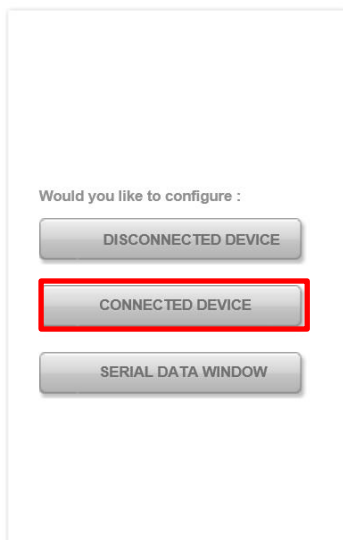 Would you like to configure :
DISCONNECTED DEVICE
CONNECTED DEVICE
SERIAL DATA WINDOW